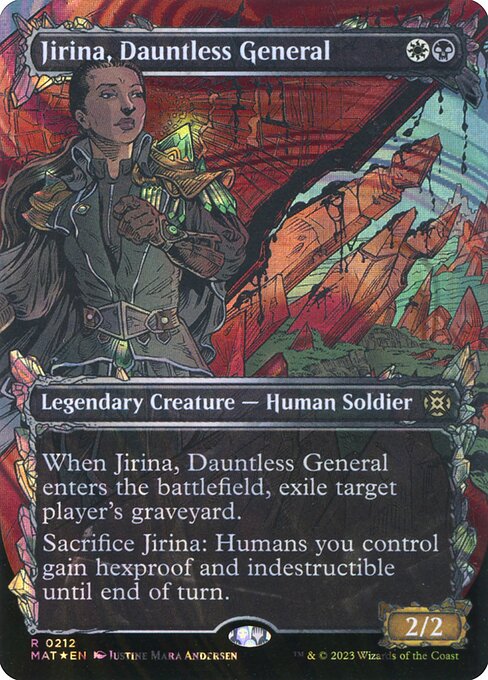 Jirina, Dauntless General
Legendary Creature — Human Soldier
When Jirina, Dauntless General
enters the battlefield, exile target
player's graveyard.
Sacrifice Jirina: Humans you control
gain hexproof and indestructible
until end of turn.
2/2
R 0212
MAT★EN Justine Mara Andersen
™ & © 2023 Wizards of the Coast